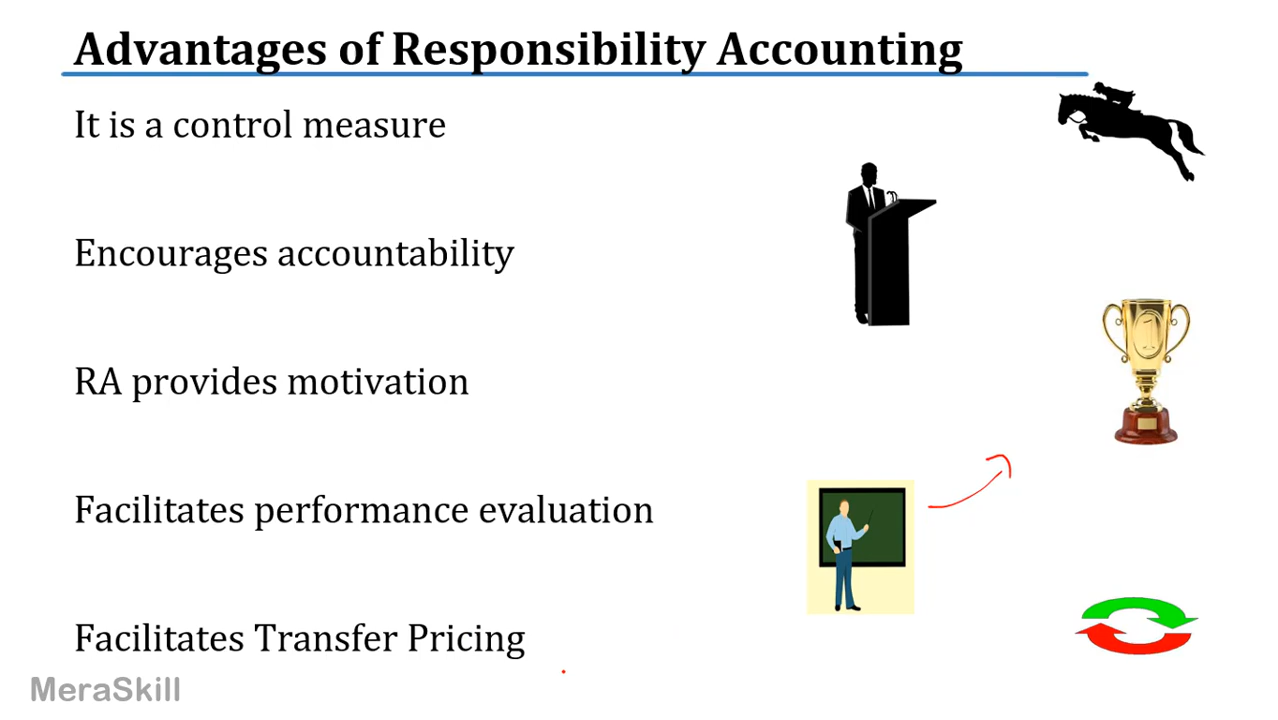 Advantages of Responsibility Accounting
It is a control measure
Encourages accountability
RA provides motivation
1
Facilitates performance evaluation
Facilitates Transfer Pricing
MeraSkill